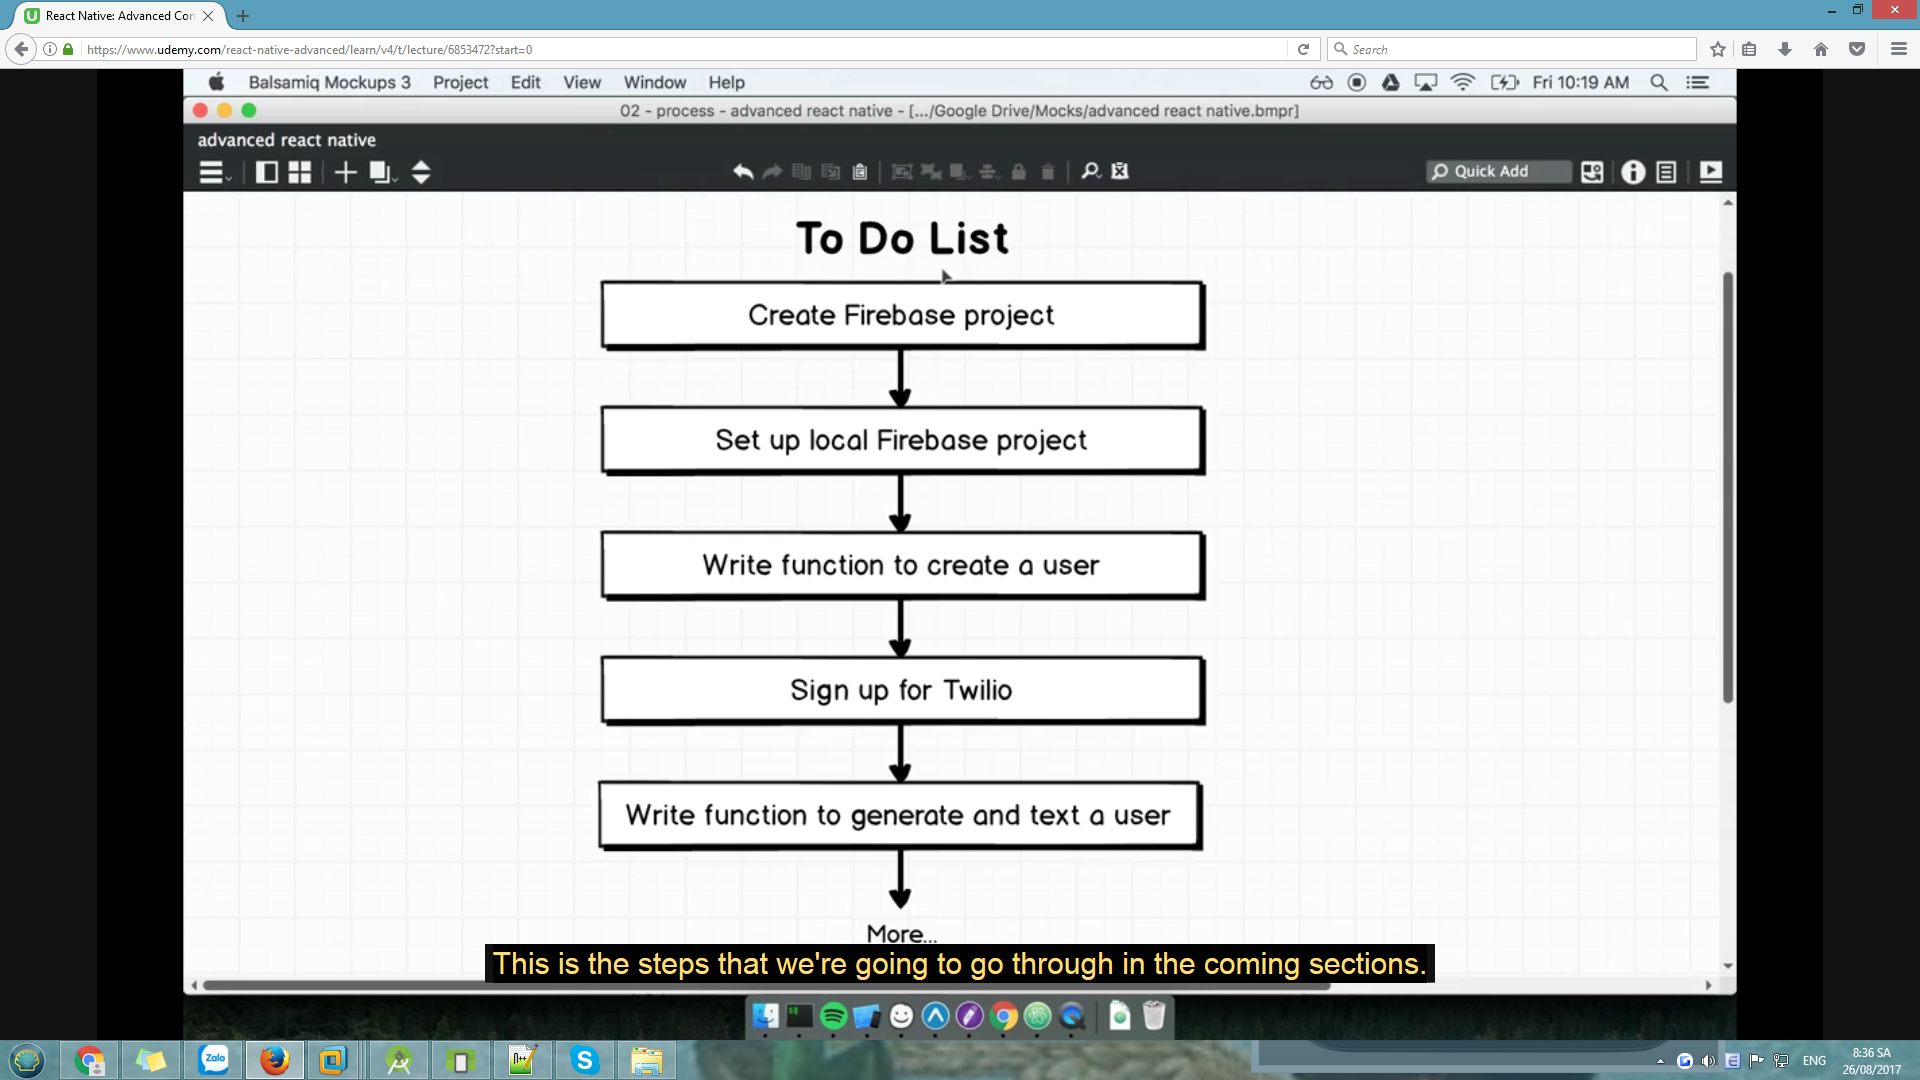 React Native: Advanced Con
https://www.udemy.com/react-native-advanced/learn/v4/t/lecture/6853472?start=0
Search
Balsamiq Mockups 3 Project Edit View Window Help
Fri 10:19 AM
02 - process - advanced react native - [.../Google Drive/Mocks/advanced react native.bmpr]
advanced react native
Quick Add
To Do List
Create Firebase project
Set up local Firebase project
Write function to create a user
Sign up for Twilio
Write function to generate and text a user
More...
This is the steps that we're going to go through in the coming sections.
Zalo
ENG
8:36 SA
26/08/2017